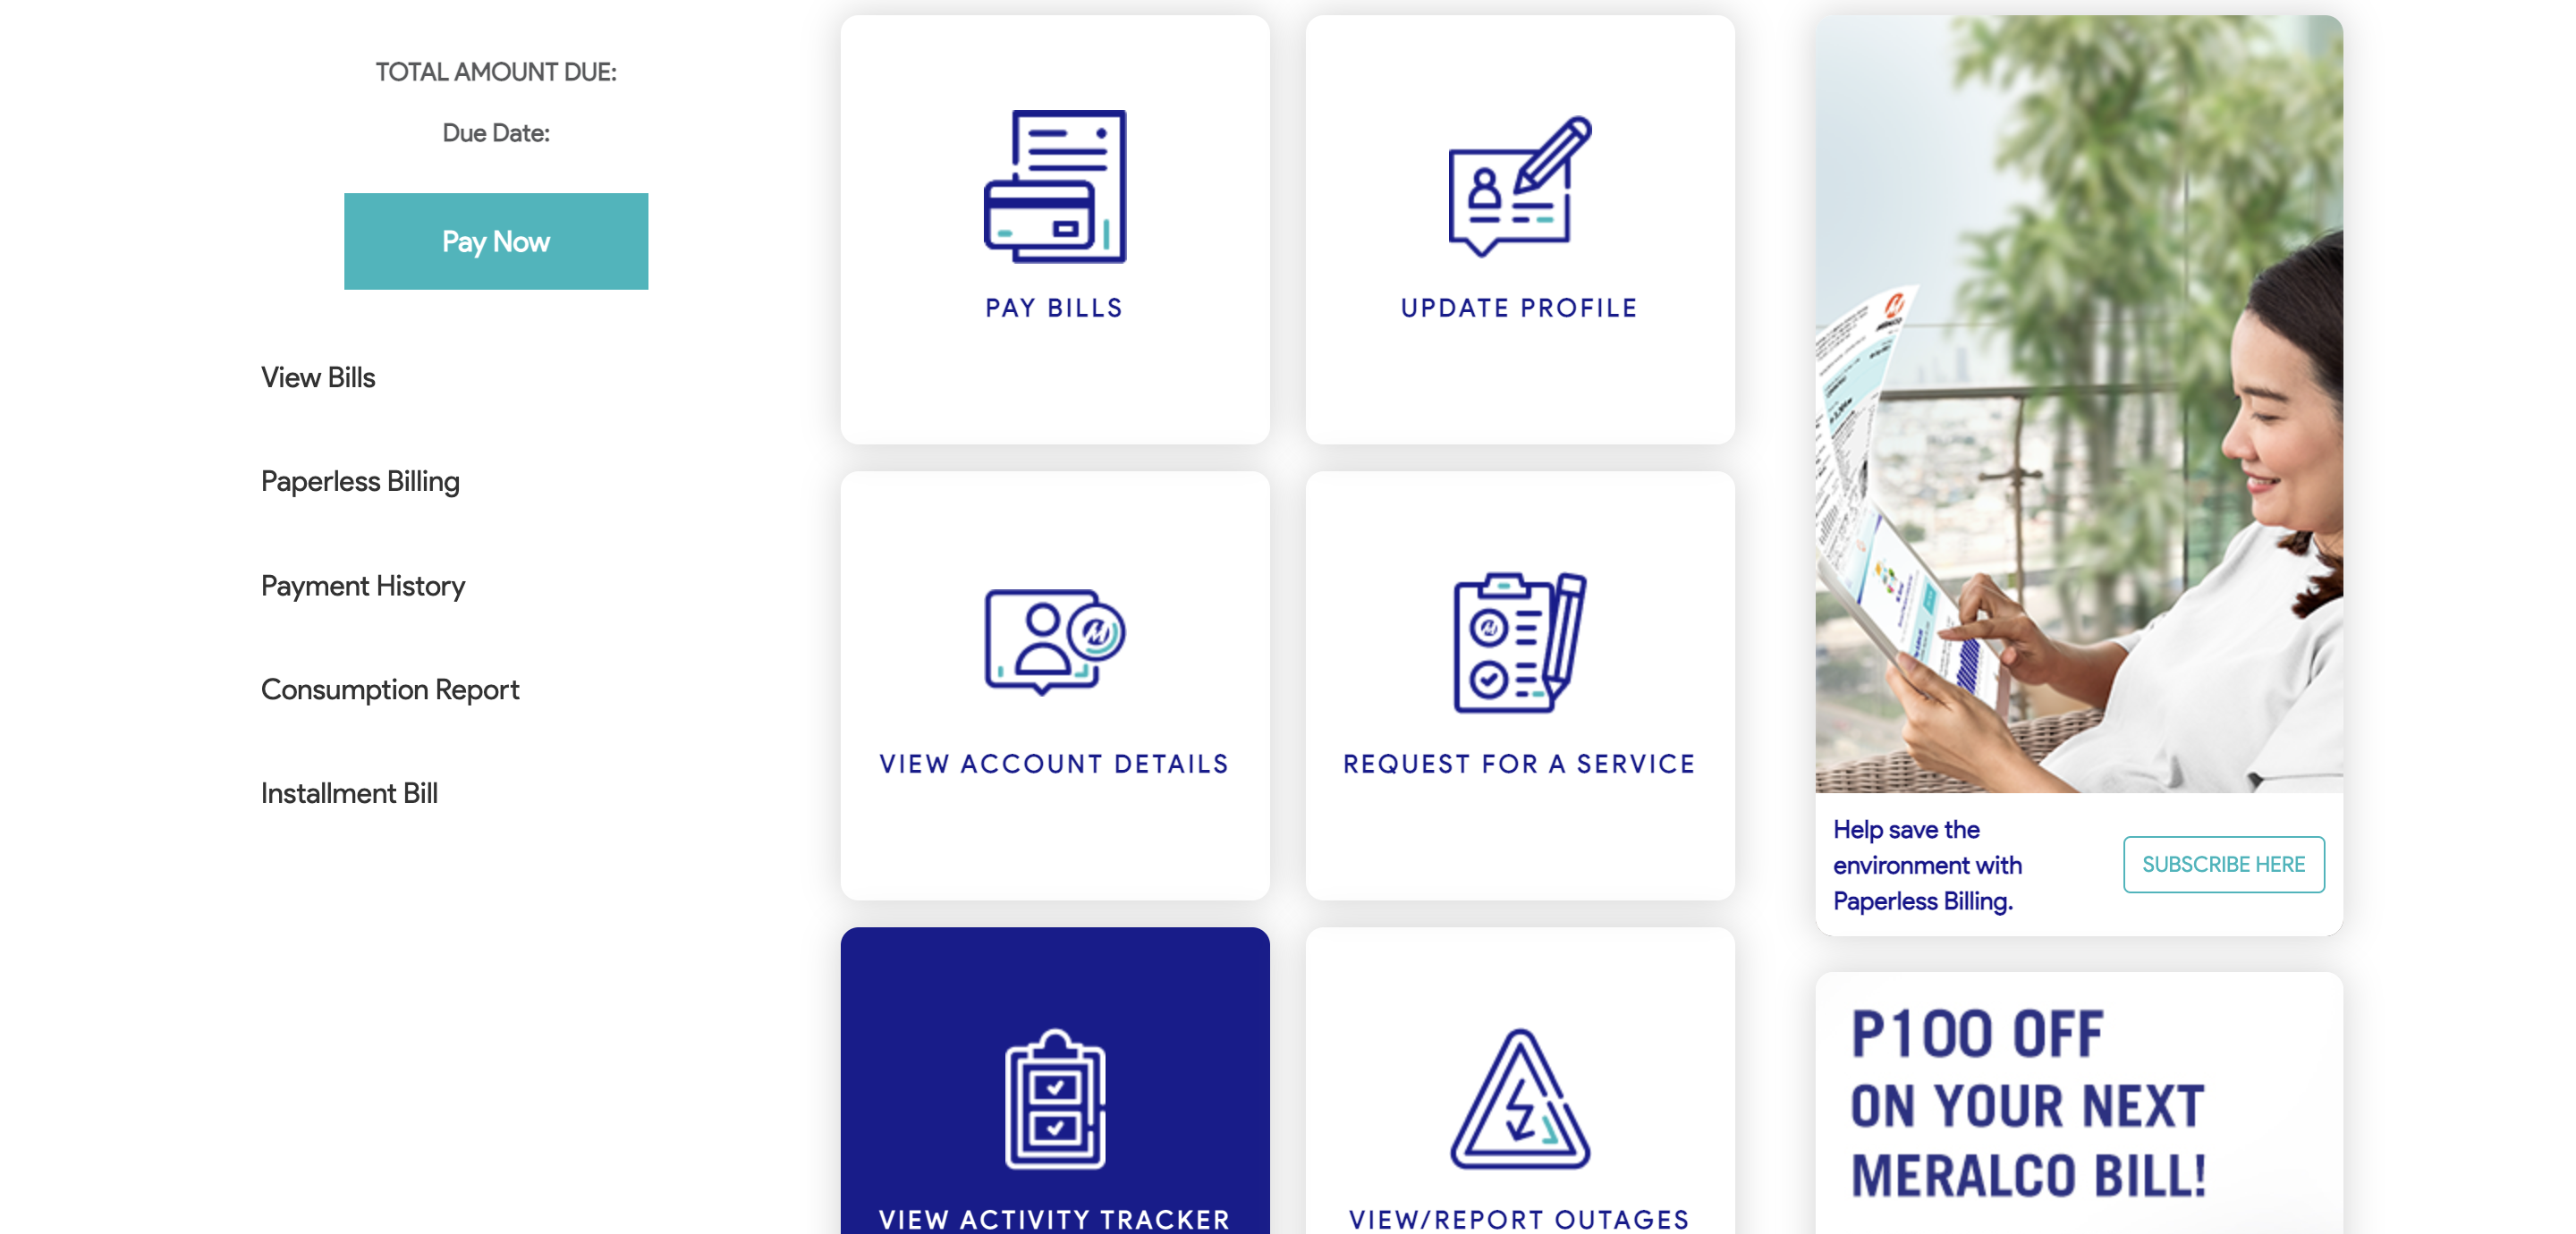 TOTAL AMOUNT DUE:
Due Date:
Pay Now
View Bills
Paperless Billing
Payment History
Consumption Report
Installment Bill
PAY BILLS
UPDATE PROFILE
VIEW ACCOUNT DETAILS
REQUEST FOR A SERVICE
VIEW ACTIVITY TRACKER
VIEW/REPORT OUTAGES
Help save the
environment with
Paperless Billing.
SUBSCRIBE HERE
P100 OFF
ON YOUR NEXT
MERALCO BILL!